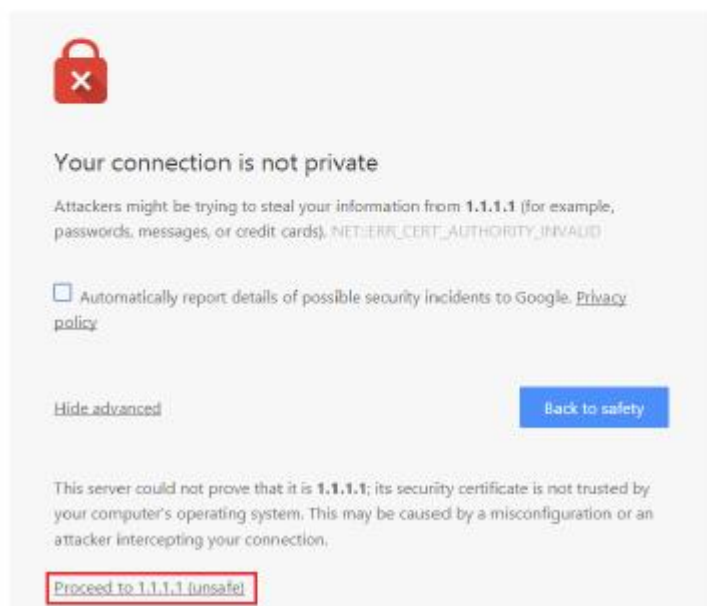 Your connection is not private
Attackers might be trying to steal your information from 1.1.1.1 (for example,
passwords, messages, or credit cards). NET::ERR_CERT_AUTHORITY_INVALID
Automatically report details of possible security incidents to Google. Privacy
policy
Hide advanced
Back to safety
This server could not prove that it is 1.1.1.1; its security certificate is not trusted by
your computer's operating system. This may be caused by a misconfiguration or an
attacker intercepting your connection.
Proceed to 1.1.1.1 (unsafe)